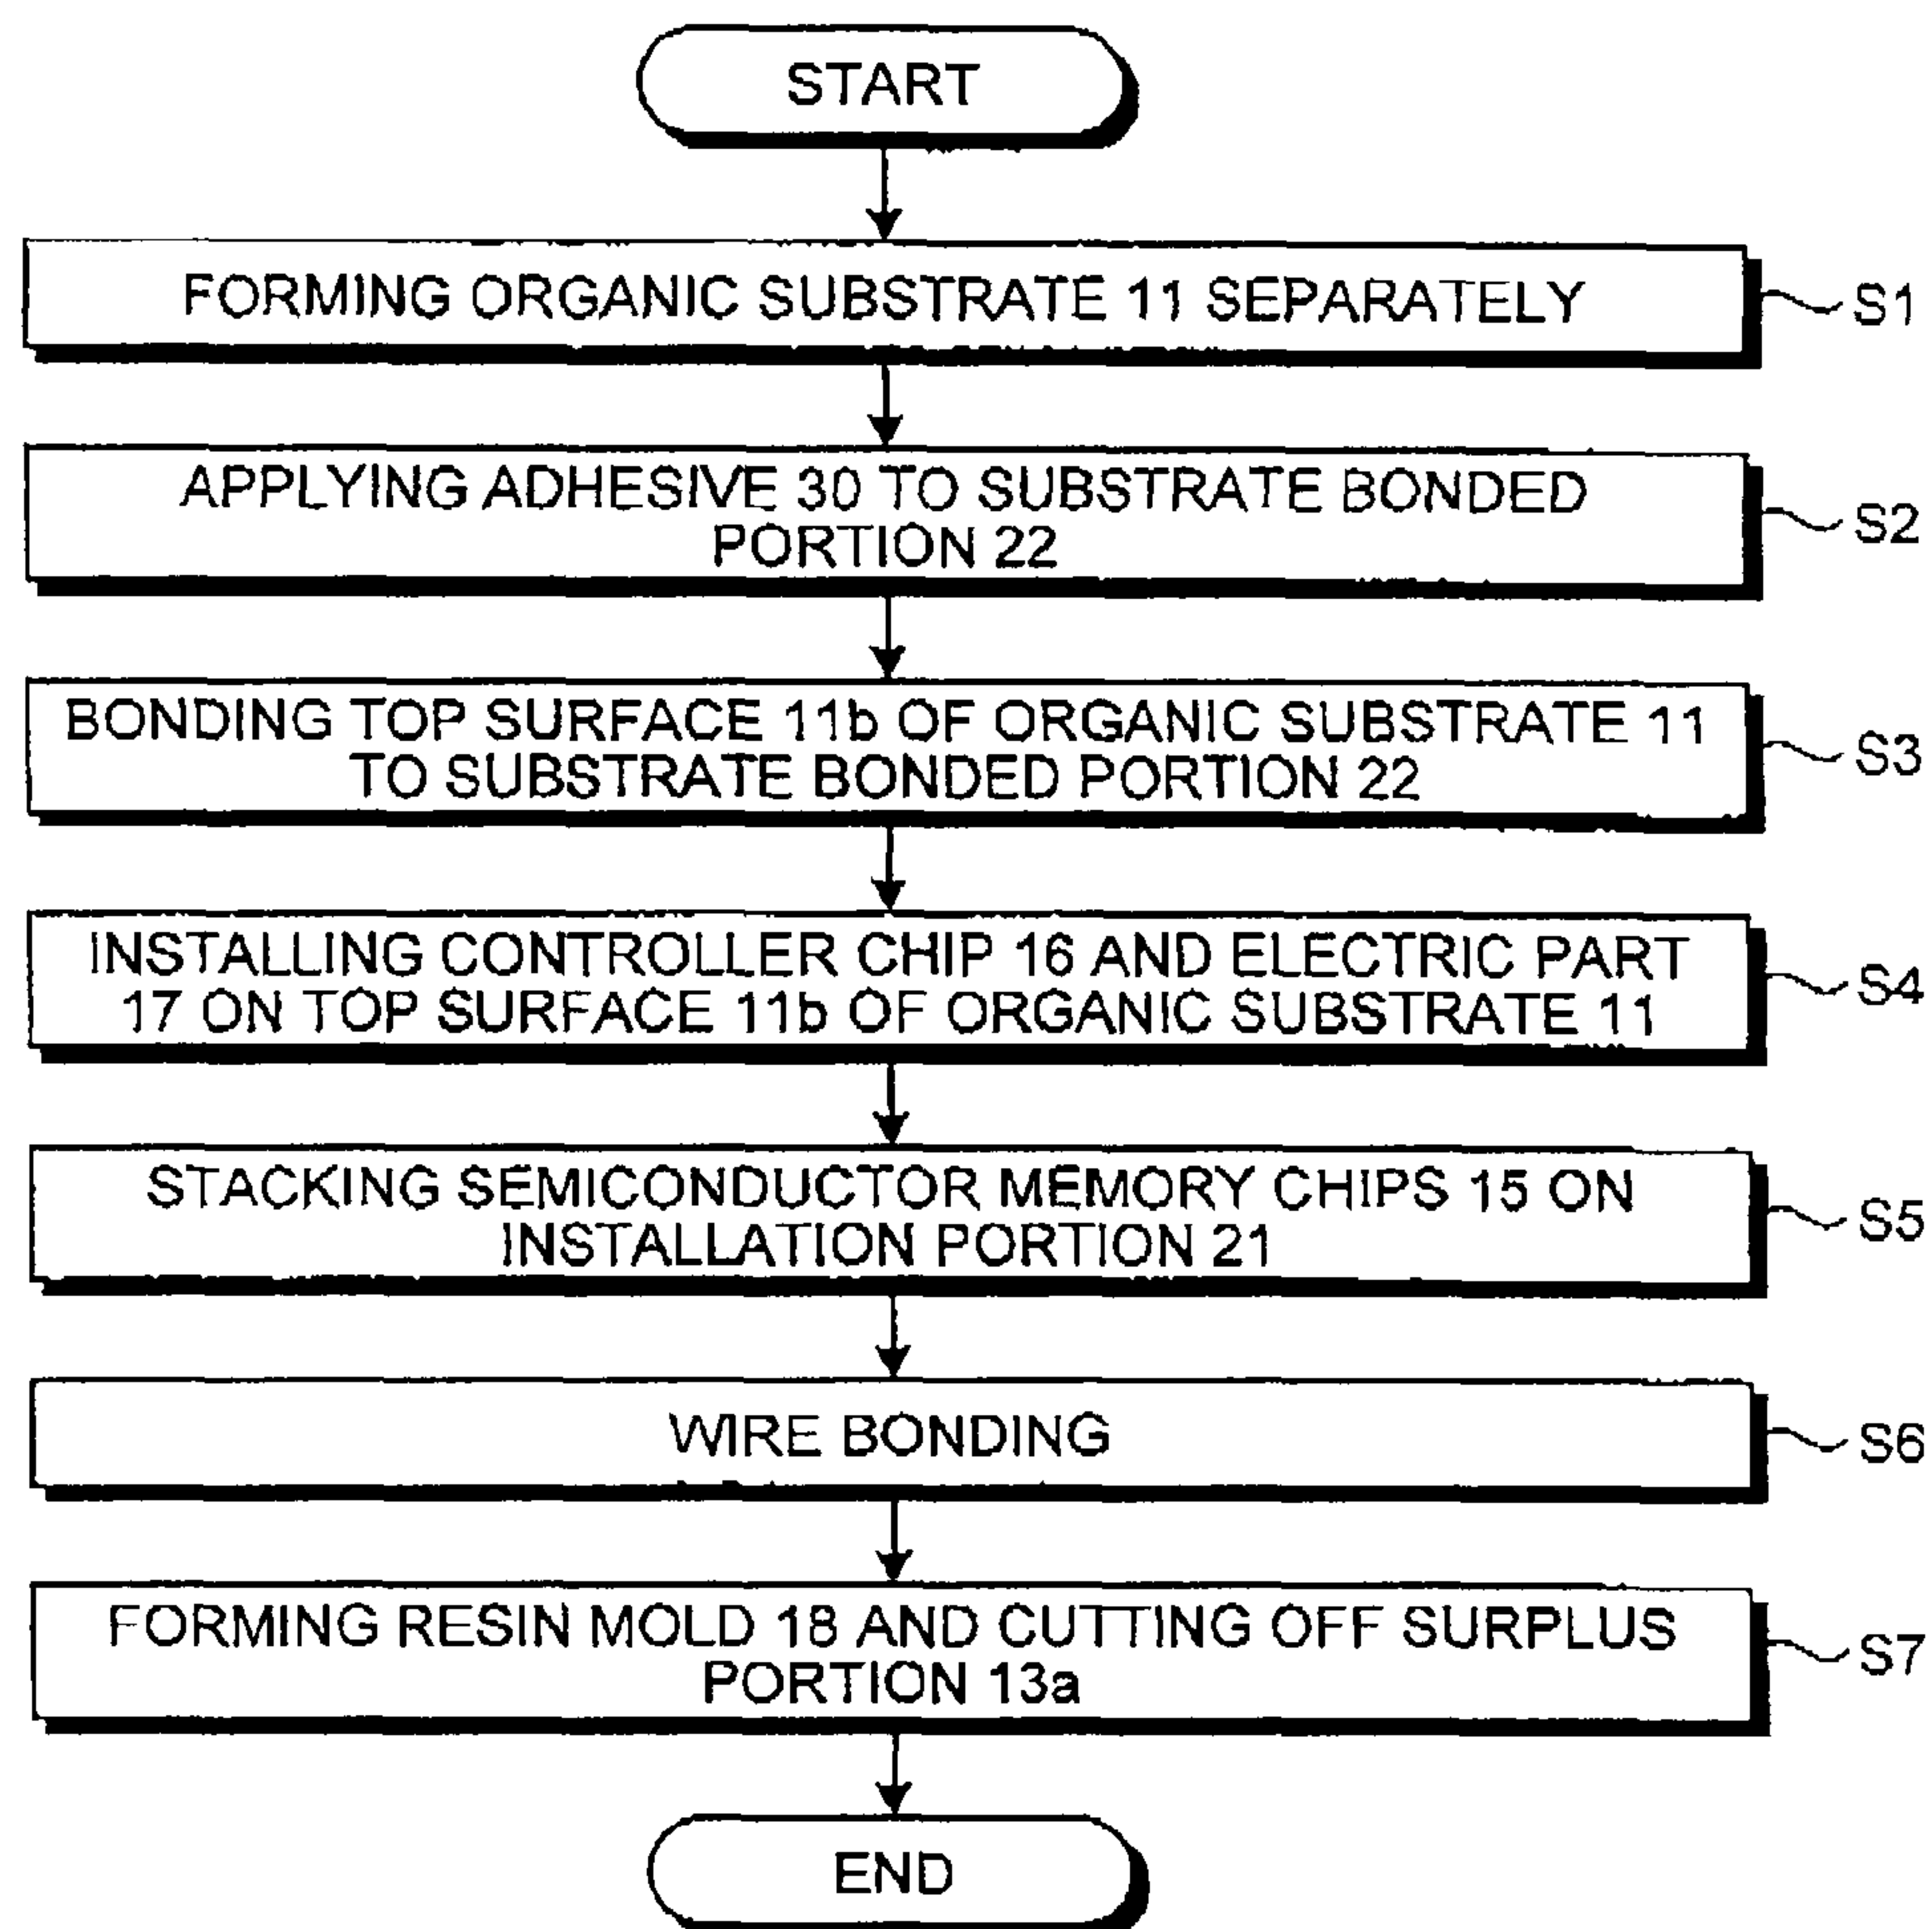 START
FORMING ORGANIC SUBSTRATE 11 SEPARATELY
S1
APPLYING ADHESIVE 30 TO SUBSTRATE BONDED
PORTION 22
S2
BONDING TOP SURFACE 11b OF ORGANIC SUBSTRATE 11
TO SUBSTRATE BONDED PORTION 22
S3
INSTALLING CONTROLLER CHIP 16 AND ELECTRIC PART
17 ON TOP SURFACE 11b OF ORGANIC SUBSTRATE 11
S4
STACKING SEMICONDUCTOR MEMORY CHIPS 15 ON
INSTALLATION PORTION 21
S5
WIRE BONDING
S6
FORMING RESIN MOLD 18 AND CUTTING OFF SURPLUS
PORTION 13a
S7
END